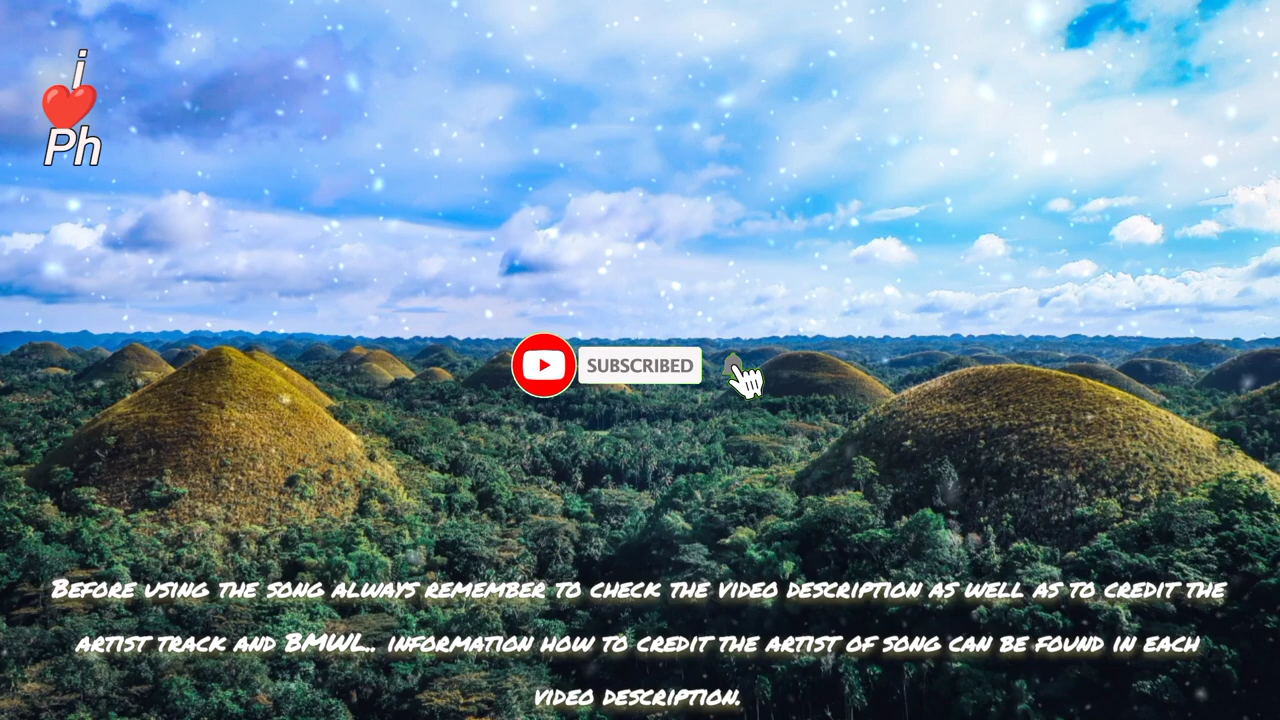 i
Ph
SUBSCRIBED
Before using the song always remember to check the video description as well as to credit the
artist track and BMWL.. information how to credit the artist of song can be found in each
video description.